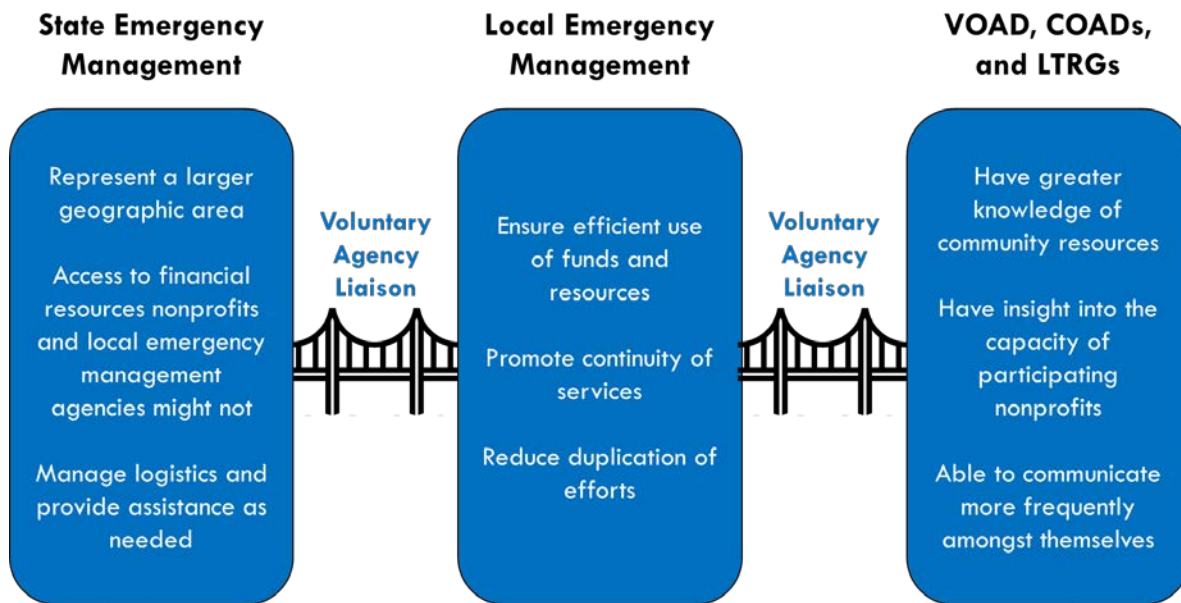 State Emergency
Management
Represent a larger
geographic area
Access to financial
resources nonprofits
and local emergency
management
agencies might not
Manage logistics and
provide assistance as
needed
Voluntary
Agency
Liaison
Local Emergency
Management
Ensure efficient use
of funds and
resources
Promote continuity of
services
Reduce duplication of
efforts
Voluntary
Agency
Liaison
VOAD, COADs,
and LTRGs
Have greater
knowledge of
community resources
Have insight into the
capacity of
participating
nonprofits
Able to communicate
more frequently
amongst themselves